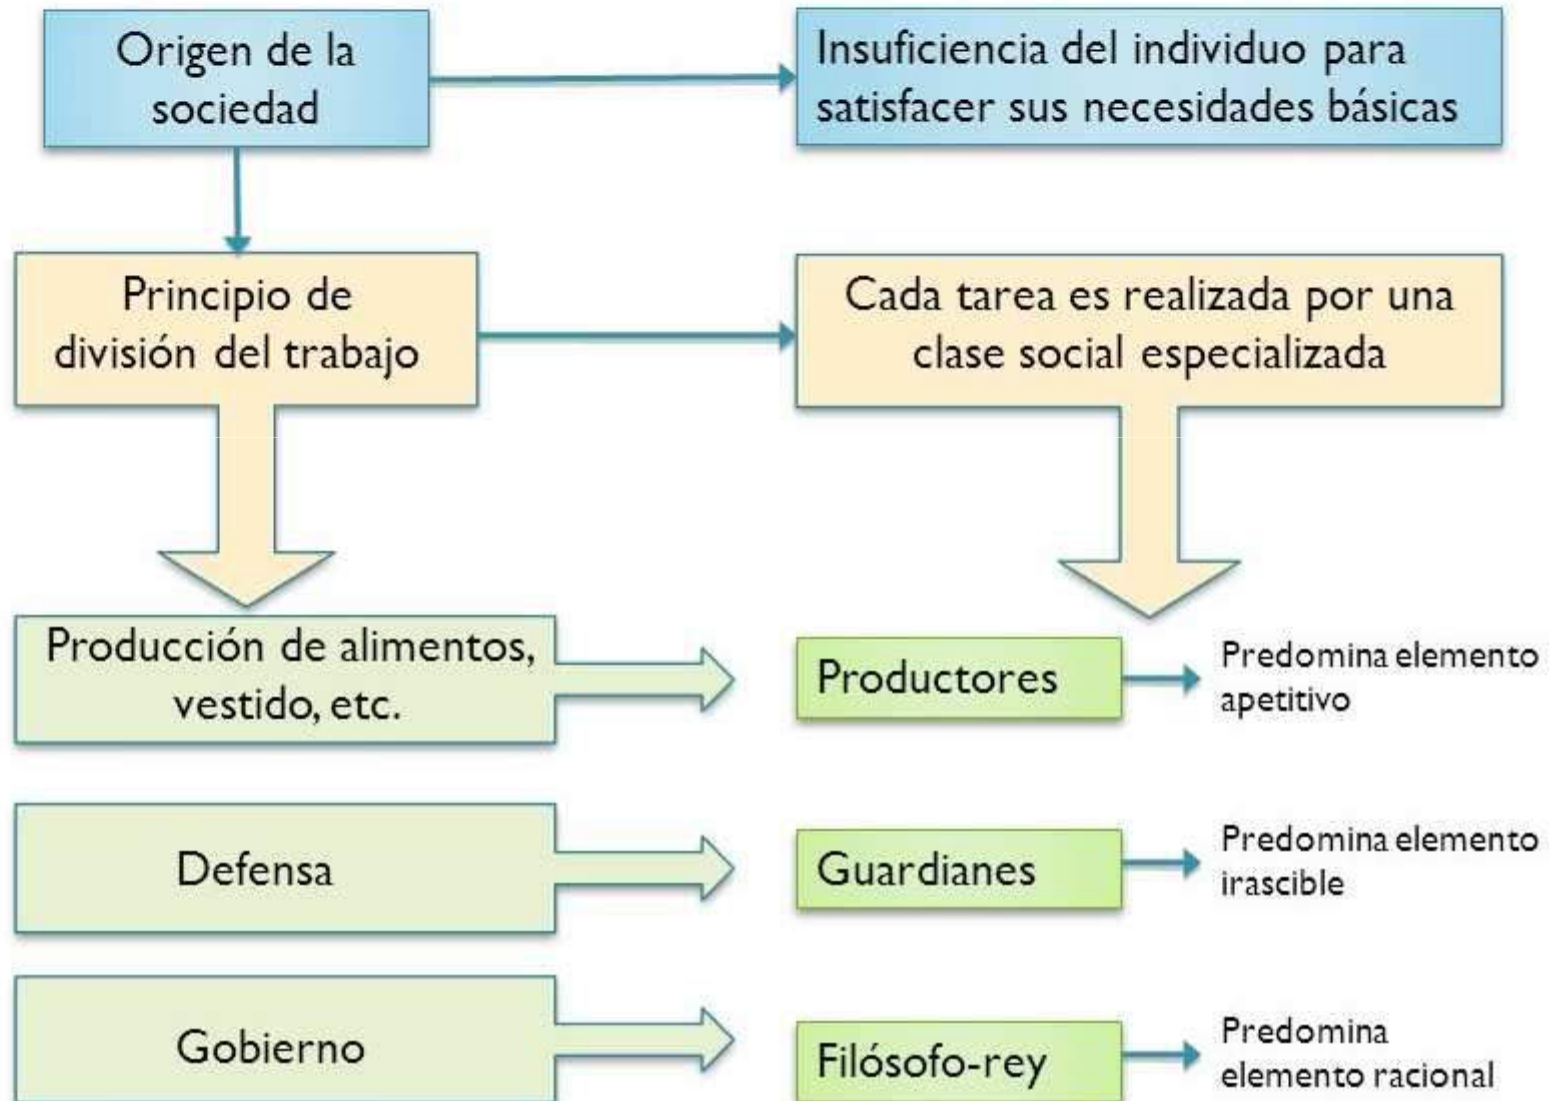 Origen de la
sociedad
Insuficiencia del individuo para
satisfacer sus necesidades básicas
Principio de
división del trabajo
Cada tarea es realizada por una
clase social especializada
Producción de alimentos,
vestido, etc.
Productores
Predomina elemento
apetitivo
Defensa
Guardianes
Predomina elemento
irascible
Gobierno
Filósofo-rey
Predomina
elemento racional